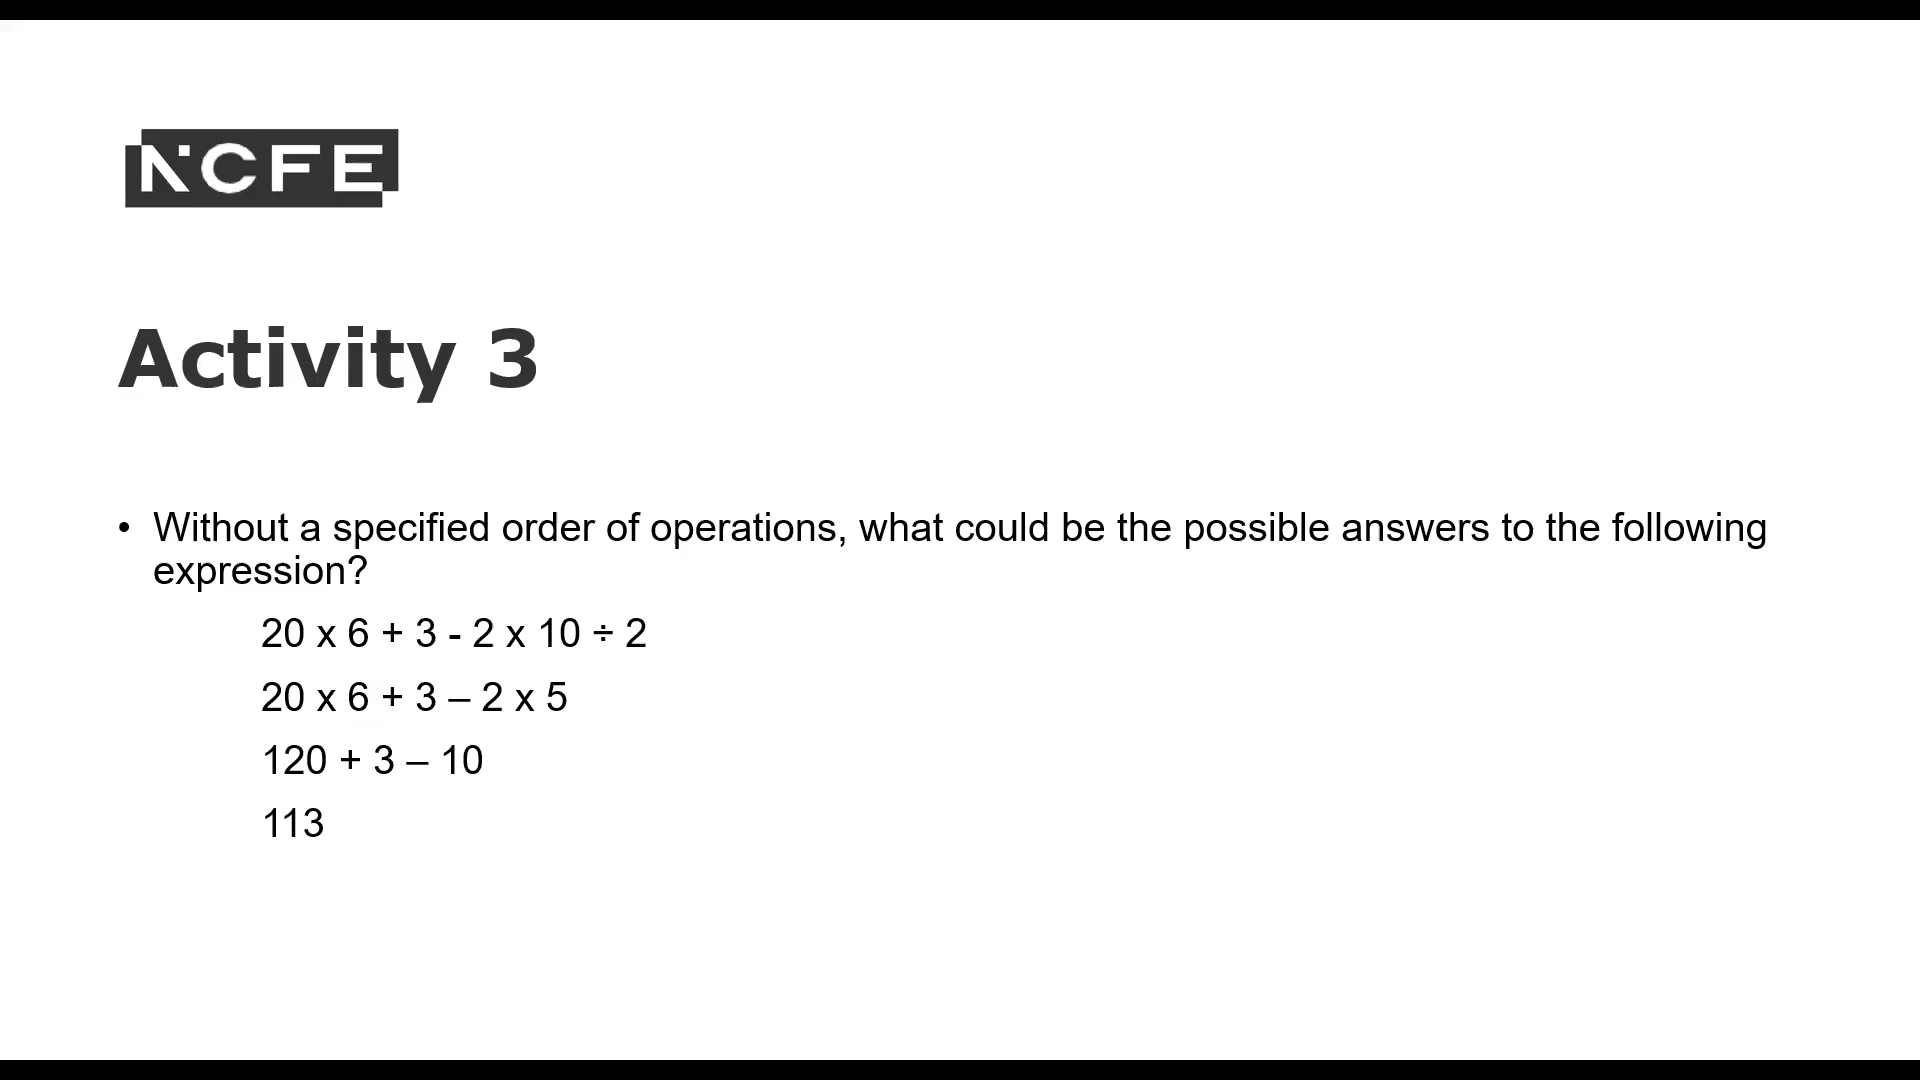 NCFE
Activity 3
• Without a specified order of operations, what could be the possible answers to the following
expression?
20 x 6 + 3 - 2 x 10 ÷ 2
20 x 6 + 3 – 2 x 5
120 + 3 – 10
113